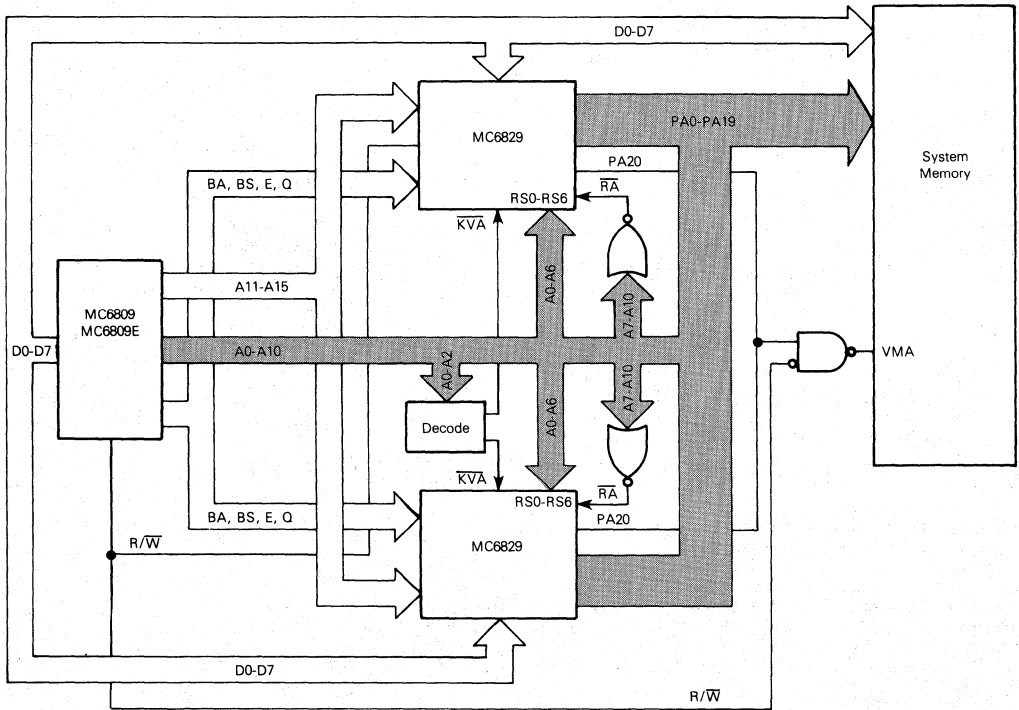 D0-D7
MC6829
PA0-PA19
PA20
RA
RS0-RS6
KVA
System
Memory
BA, BS, E, Q
A11-A15
MC6809
MC6809E
D0-D7
A0-A10
A0-A2
A0-A6
A7-A10
Decode
A0-A6
A7-A10
VMA
KVA
RS0-RS6
RA
PA20
BA, BS, E, Q
R/W
MC6829
D0-D7
R/W